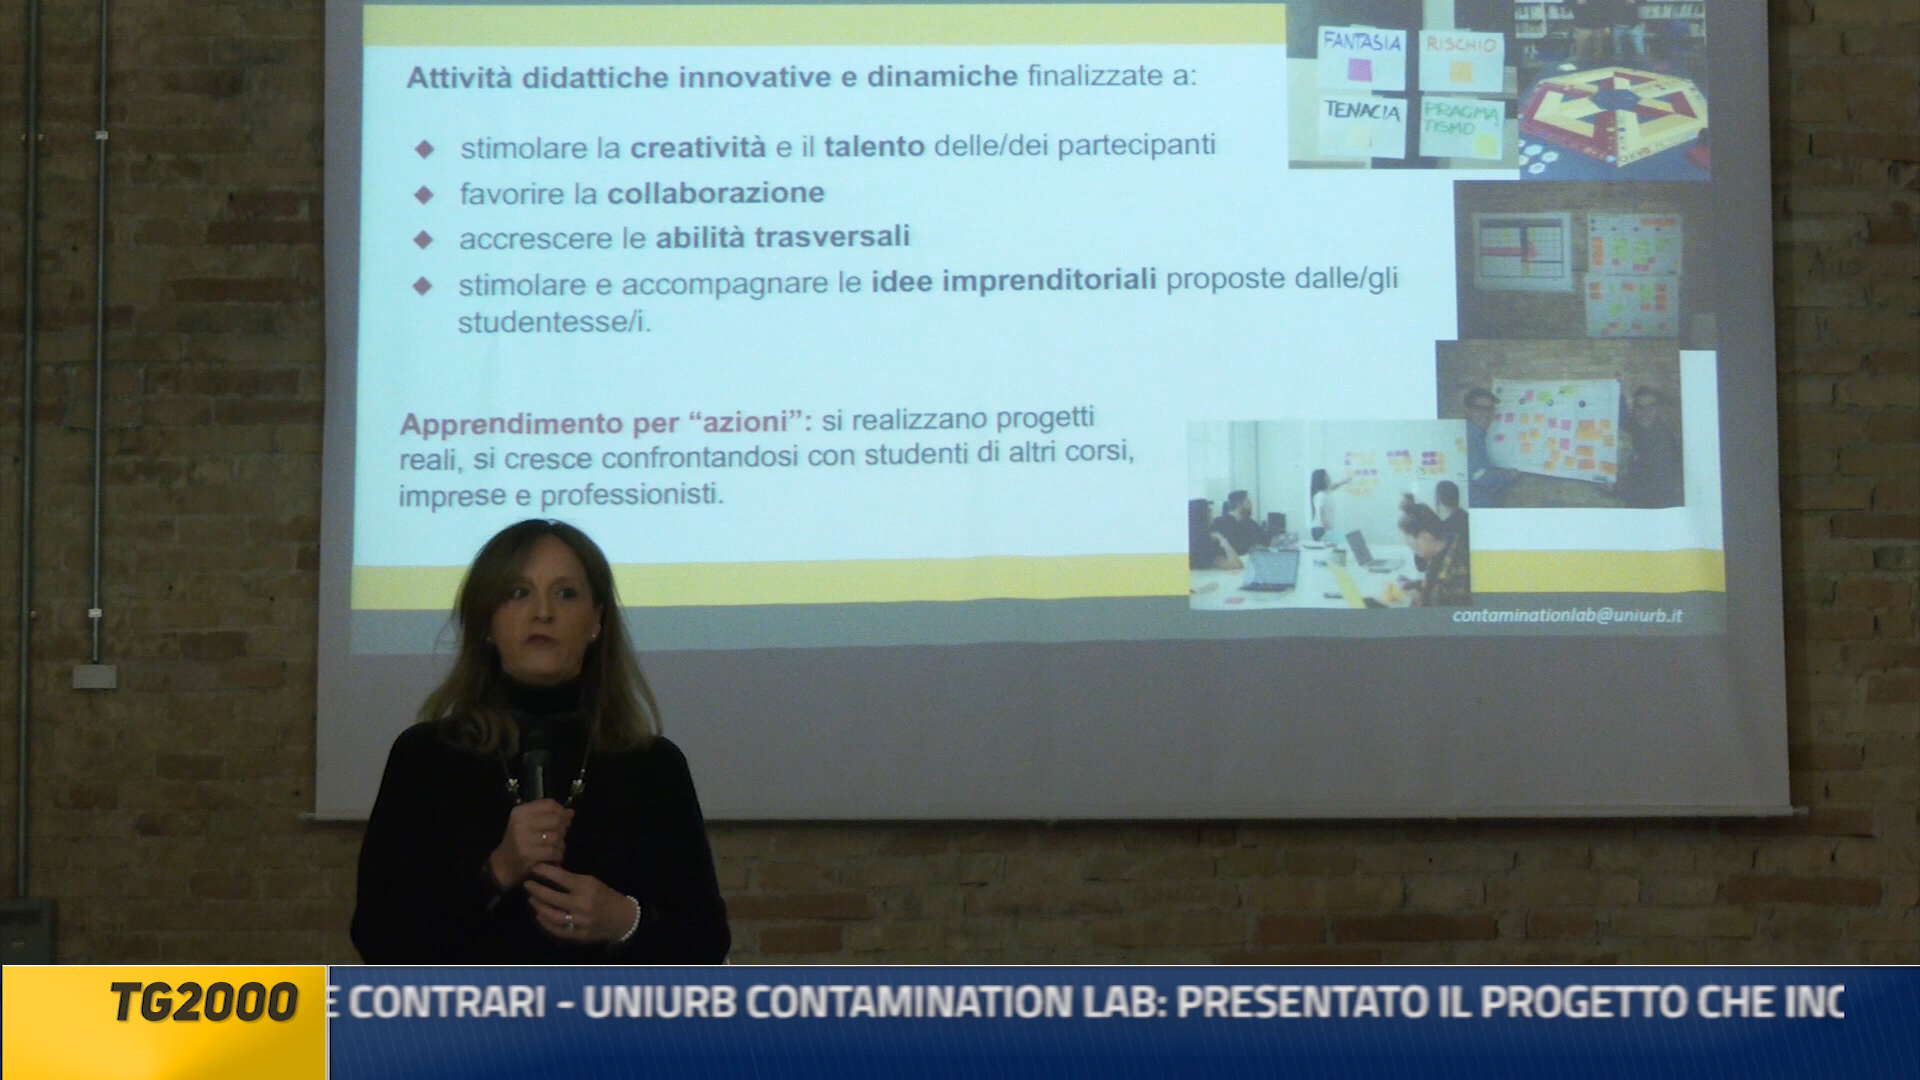 Attività didattiche innovative e dinamiche finalizzate a:
stimolare la creatività e il talento delle/dei partecipanti
favorire la collaborazione
accrescere le abilità trasversali
stimolare e accompagnare le idee imprenditoriali proposte dalle/gli
studentesse/i.
Apprendimento per “azioni”: si realizzano progetti
reali, si cresce confrontandosi con studenti di altri corsi,
imprese e professionisti.
FANTASIA
RISCHIO
TENACIA
PRAGMA
TISMO
contaminationlab@uniurb.it
TG2000
E CONTRARI - UNIURB CONTAMINATION LAB: PRESENTATO IL PROGETTO CHE INC